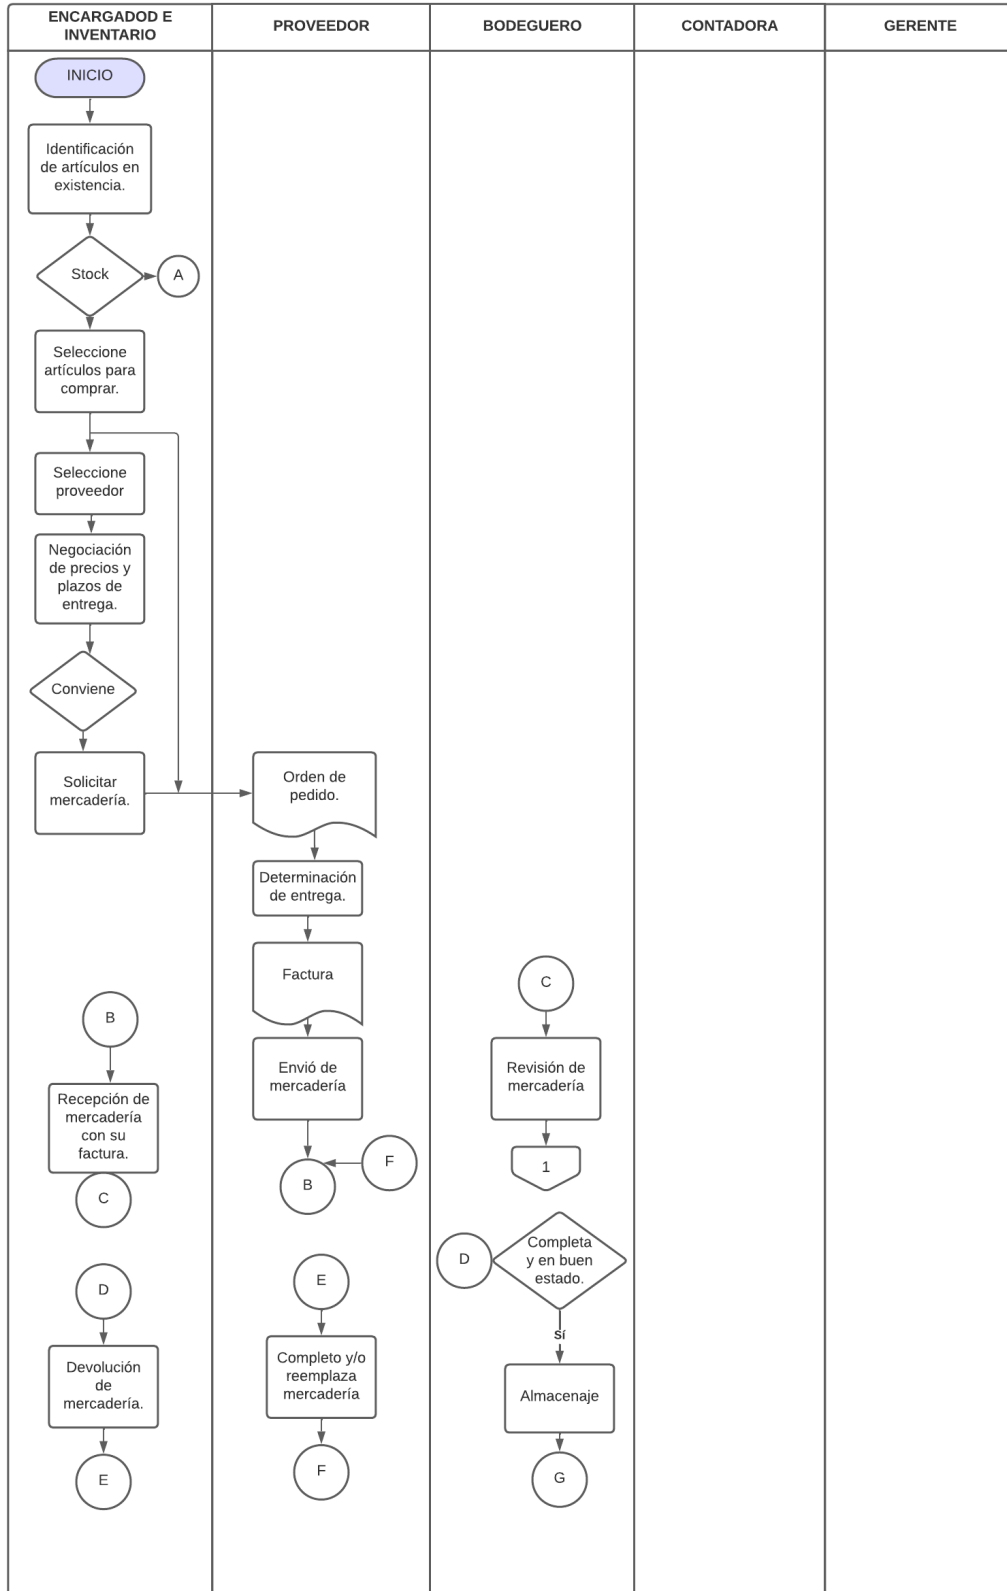 ENCARGADOD E
INVENTARIO
PROVEEDOR
BODEGUERO
CONTADORA
GERENTE
INICIO
Identificación
de artículos en
existencia.
Stock
A
Seleccione
artículos para
comprar.
Seleccione
proveedor
Negociación
de precios y
plazos de
entrega.
Conviene
Solicitar
mercadería.
B
Recepción de
mercadería
con su
factura.
C
D
Devolución
de
mercadería.
E
Orden de
pedido.
Determinación
de entrega.
Factura
Envió de
mercadería
F
B
E
Completo y/o
reemplaza
mercadería
F
C
Revisión de
mercadería
1
D
Completa
y en buen
estado.
Sí
Almacenaje
G